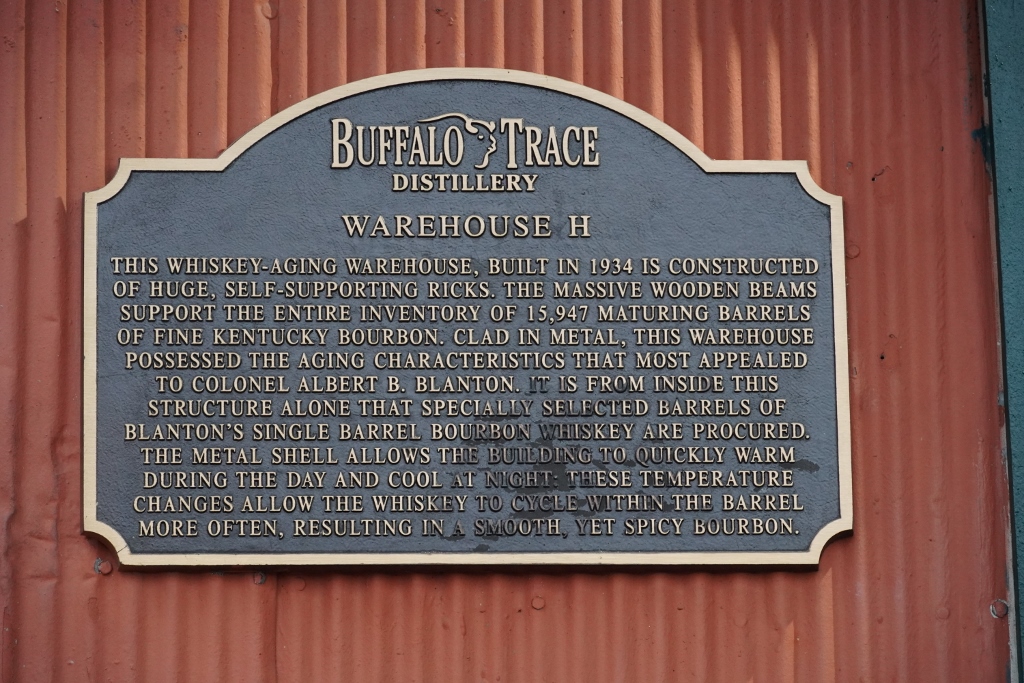 BUFFALO TRACE
DISTILLERY
WAREHOUSE H
THIS WHISKEY-AGING WAREHOUSE, BUILT IN 1934 IS CONSTRUCTED
OF HUGE, SELF-SUPPORTING RICKS. THE MASSIVE WOODEN BEAMS
SUPPORT THE ENTIRE INVENTORY OF 15,947 MATURING BARRELS
OF FINE KENTUCKY BOURBON. CLAD IN METAL, THIS WAREHOUSE
POSSESSED THE AGING CHARACTERISTICS THAT MOST APPEALED
TO COLONEL ALBERT B. BLANTON. IT IS FROM INSIDE THIS
STRUCTURE ALONE THAT SPECIALLY SELECTED BARRELS OF
BLANTON'S SINGLE BARREL BOURBON WHISKEY ARE PROCURED.
THE METAL SHELL ALLOWS THE BUILDING TO QUICKLY WARM
DURING THE DAY AND COOL AT NIGHT: THESE TEMPERATURE
CHANGES ALLOW THE WHISKEY TO CYCLE WITHIN THE BARREL
MORE OFTEN, RESULTING IN A SMOOTH, YET SPICY BOURBON.